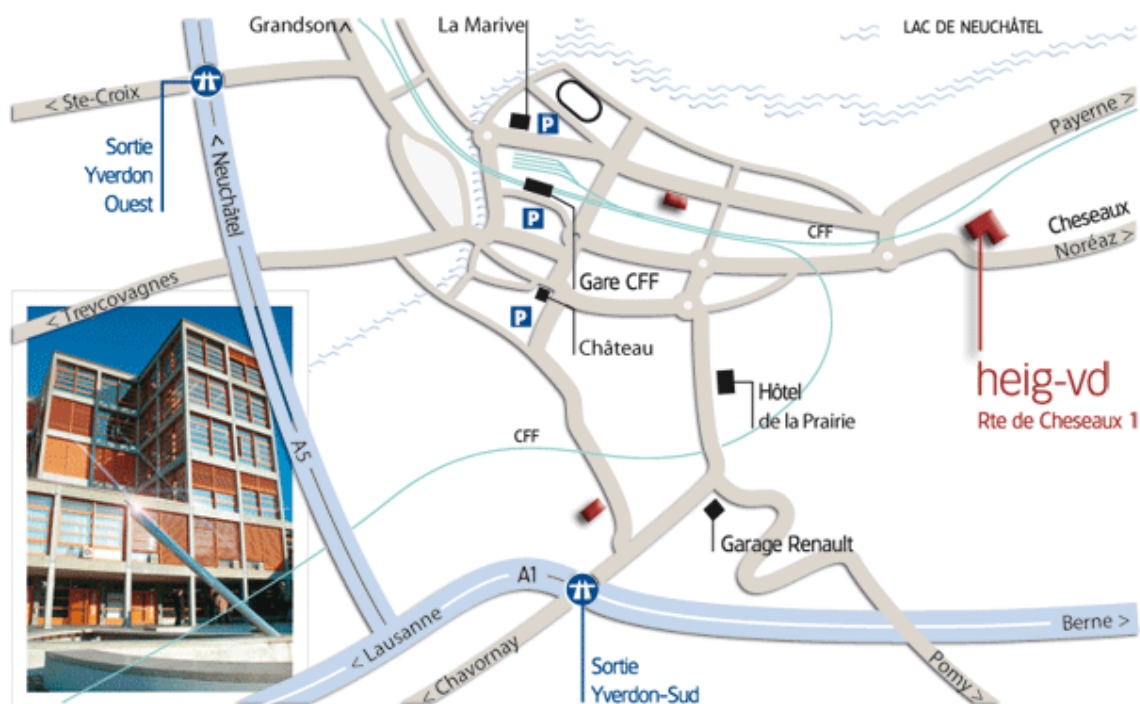 Grandson >
La Marive
LAC DE NEUCHÂTEL
< Ste-Croix
Payerne >
P
Sortie
Yverdon
Ouest
< Neuchâtel
P
CFF
Cheseaux
Noréaz >
Gare CFF
< Treycovagnes
P
Château
heig-vd
Rte de Cheseaux 1
Hôtel
de la Prairie
CFF
A5
Garage Renault
A1
< Lausanne
Berne >
< Chavornay
Sortie
Yverdon-Sud
Pomy >